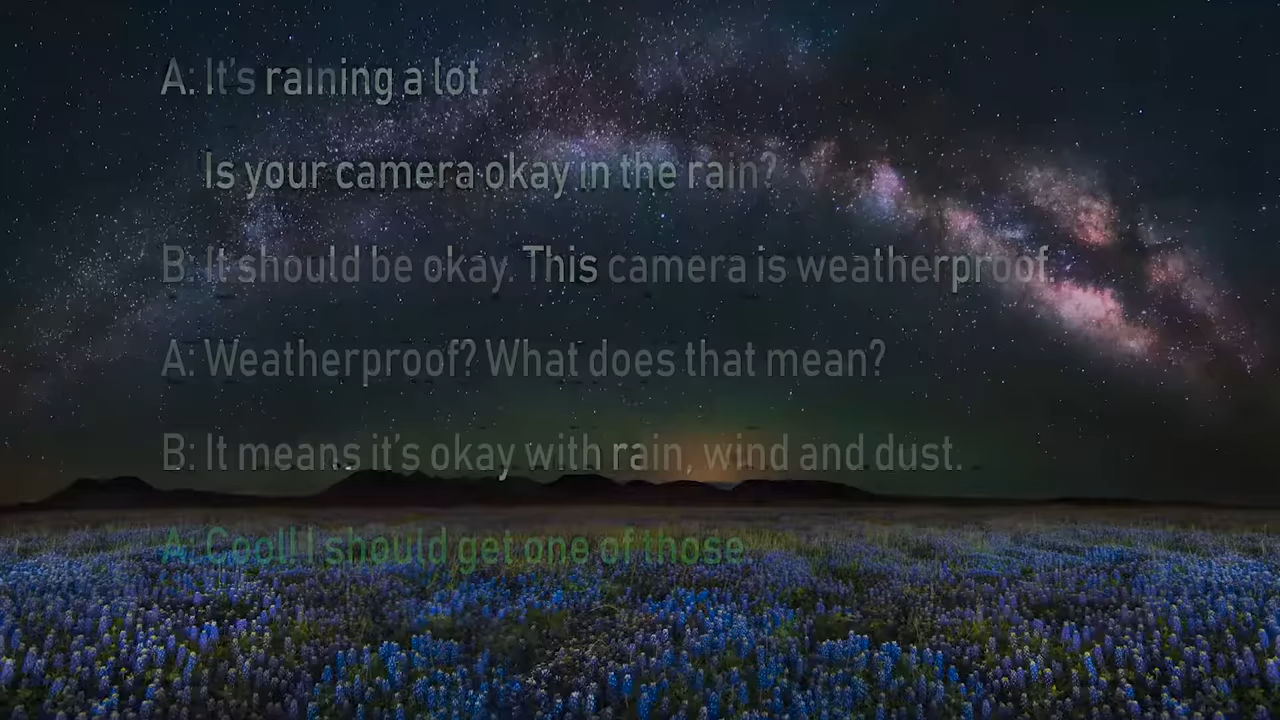 A: It's raining a lot.
Is your camera okay in the rain?
B: It should be okay. This camera is weatherproof.
A: Weatherproof? What does that mean?
B: It means it's okay with rain, wind and dust.
A: Cool! I should get one of those